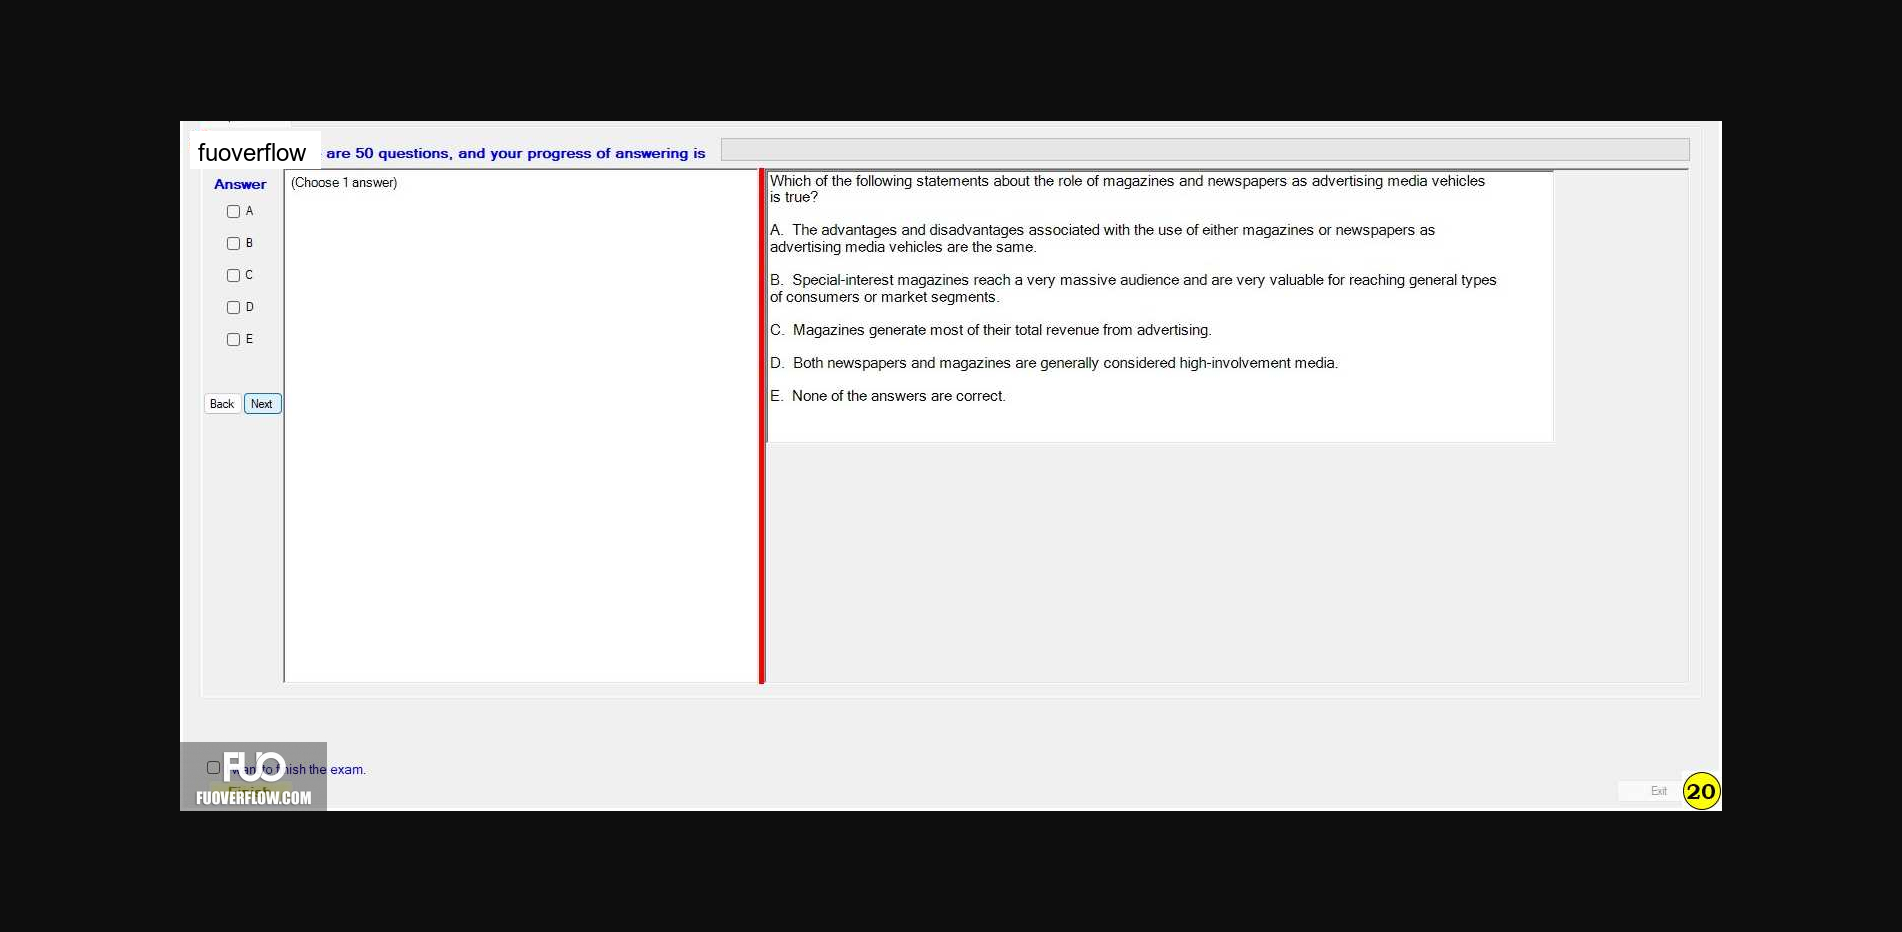 fuoverflow are 50 questions, and your progress of answering is
Answer
(Choose 1 answer)
A
B
C
D
E
Back Next
Which of the following statements about the role of magazines and newspapers as advertising media vehicles
is true?
A. The advantages and disadvantages associated with the use of either magazines or newspapers as
advertising media vehicles are the same.
B. Special-interest magazines reach a very massive audience and are very valuable for reaching general types
of consumers or market segments.
C. Magazines generate most of their total revenue from advertising.
D. Both newspapers and magazines are generally considered high-involvement media.
E. None of the answers are correct.
FUO
want to finish the exam.
Finish
FUOVERFLOW.COM
Exit
20